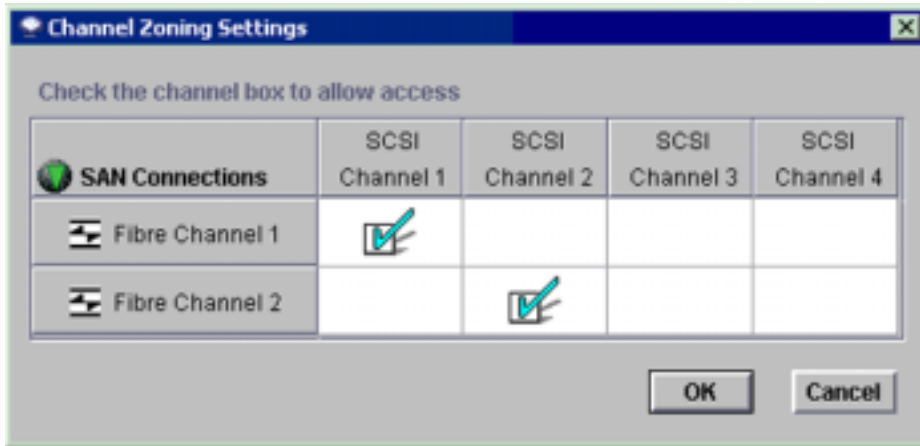 Channel Zoning Settings
Check the channel box to allow access
SAN Connections
SCSI Channel 1
SCSI Channel 2
SCSI Channel 3
SCSI Channel 4
Fibre Channel 1
Fibre Channel 2
OK
Cancel